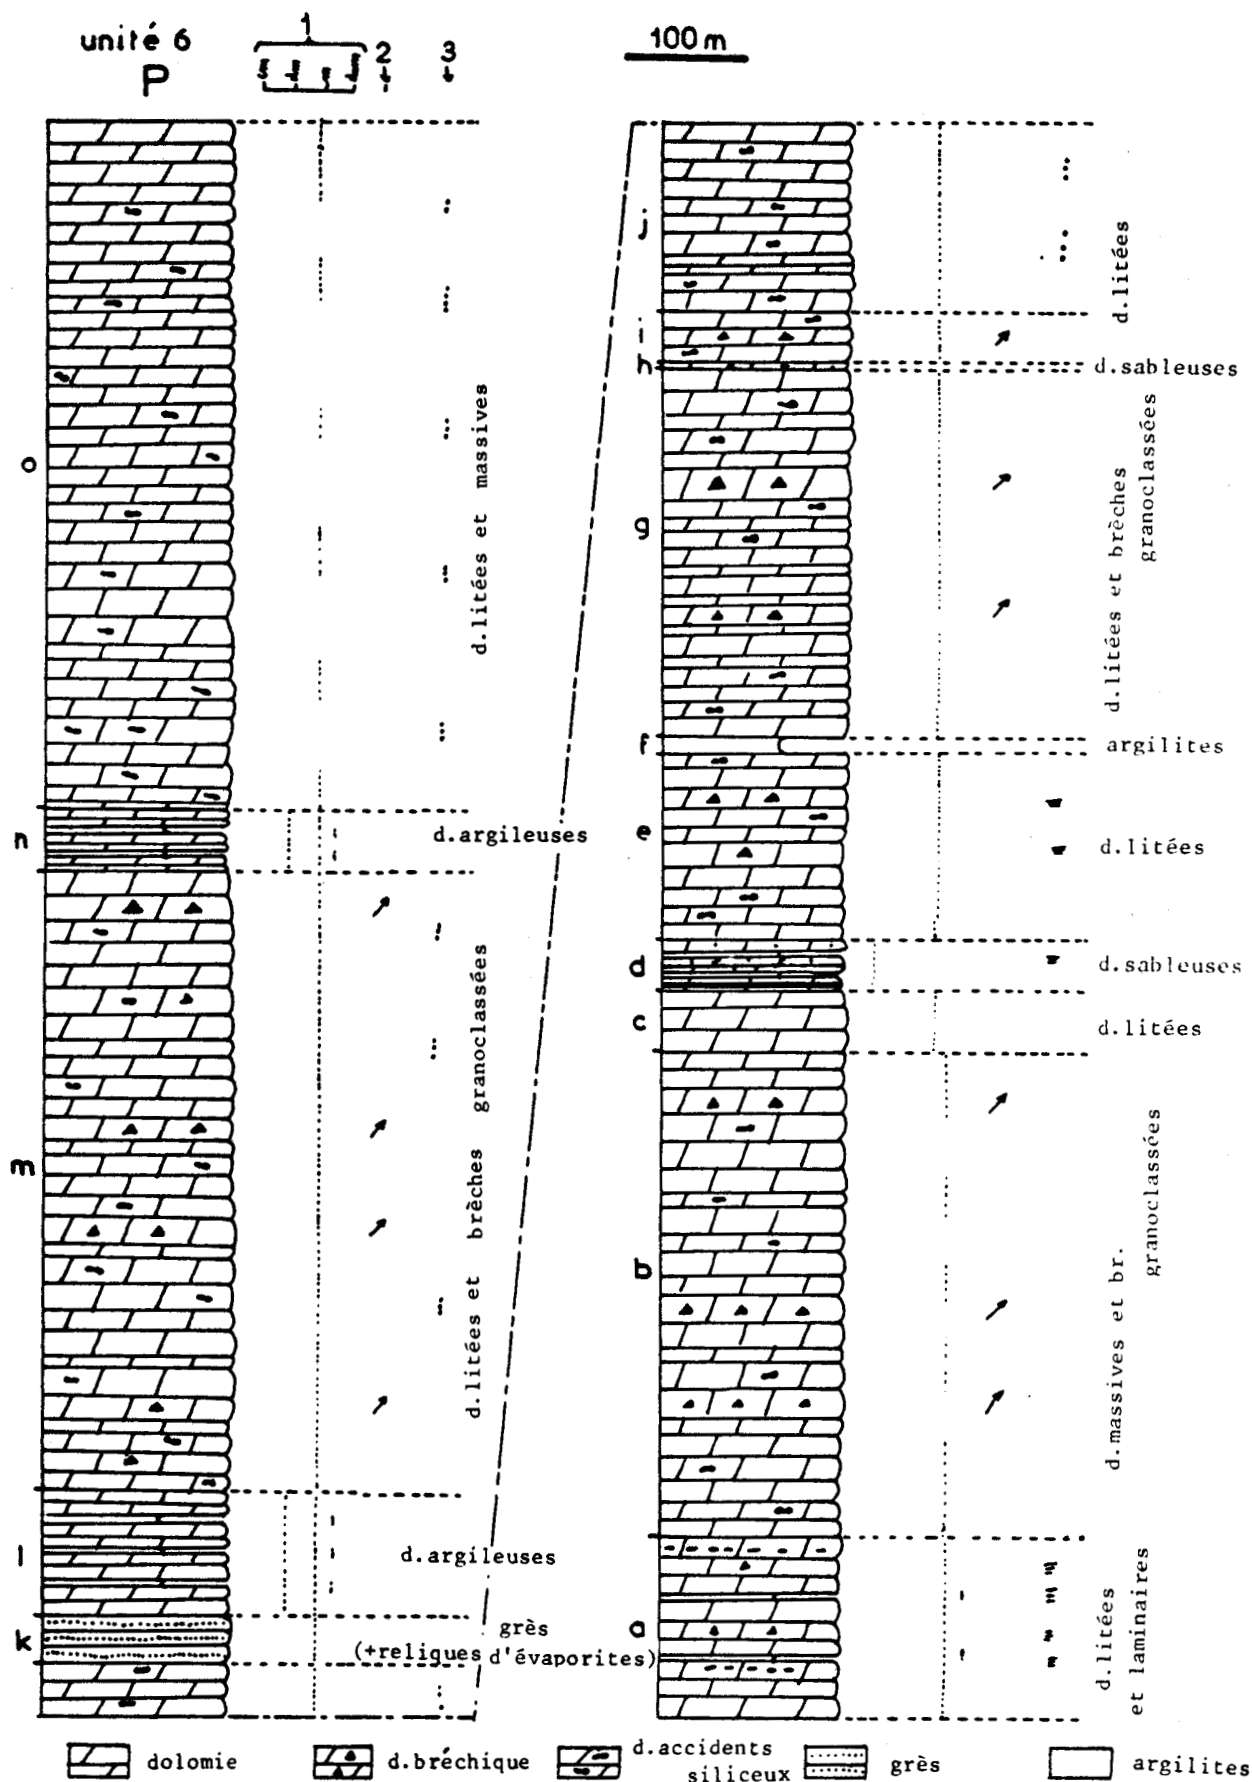 unité 6
P
1
2
3
100 m
o
d.litées et massives
n
d.argileuses
m
d.litées et brèches granoclassées
l
d.argileuses
k
grès
(+reliques d'évaporites)
j
d.litées
i
h
d.sableuses
g
d.litées et brèches
granoclassées
f
argilites
e
d.litées
d
d.sableuses
c
d.litées
b
d.massives et br.
granoclassées
a
d.litées
et laminaires
dolomie
d.bréchique
d.accidents
siliceux
grès
argilites